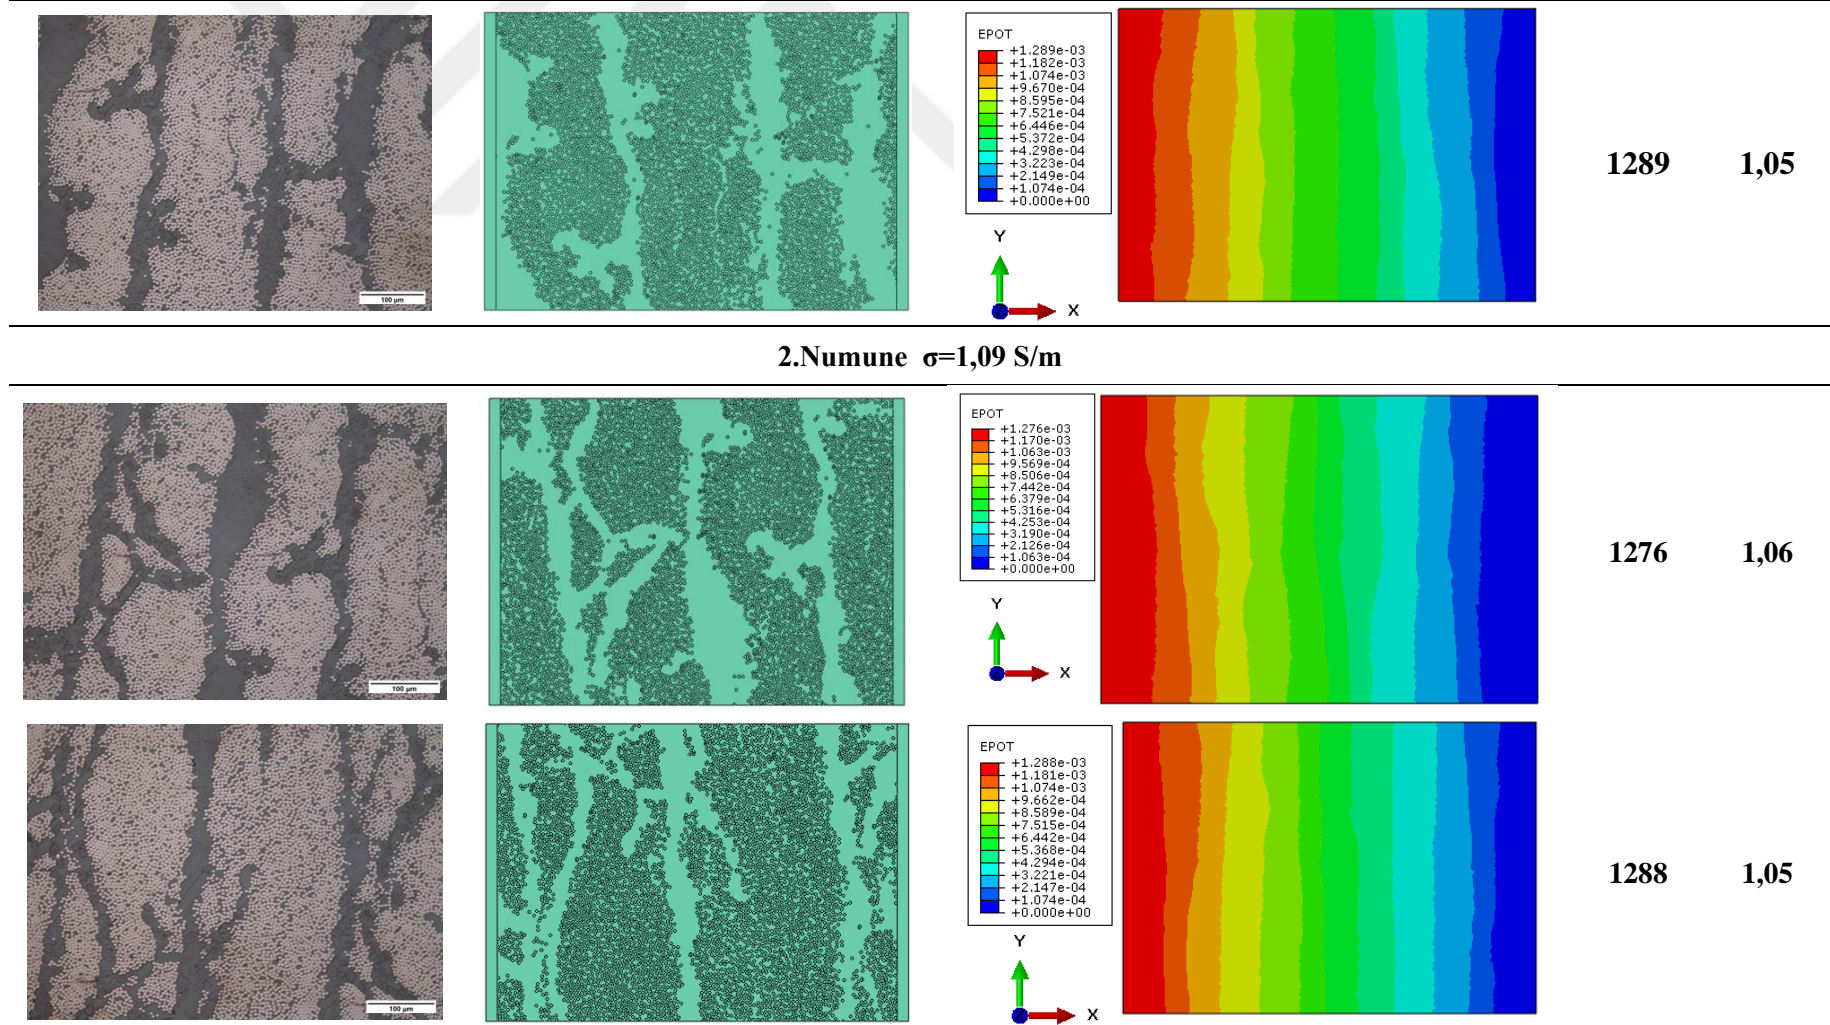 EPOT
+1.289e-03
+1.182e-03
+1.074e-03
+9.670e-04
+8.595e-04
+7.521e-04
+6.446e-04
+5.372e-04
+4.298e-04
+3.223e-04
+2.149e-04
+1.074e-04
+0.000e+00
Y
Z
X
100 µm
1289 1,05
2.Numune σ=1,09 S/m
EPOT
+1.276e-03
+1.170e-03
+1.063e-03
+9.569e-04
+8.506e-04
+7.442e-04
+6.379e-04
+5.316e-04
+4.253e-04
+3.190e-04
+2.126e-04
+1.063e-04
+0.000e+00
Y
Z
X
100 µm
1276 1,06
EPOT
+1.288e-03
+1.181e-03
+1.074e-03
+9.662e-04
+8.589e-04
+7.515e-04
+6.442e-04
+5.368e-04
+4.294e-04
+3.221e-04
+2.147e-04
+1.074e-04
+0.000e+00
Y
Z
X
100 µm
1288 1,05